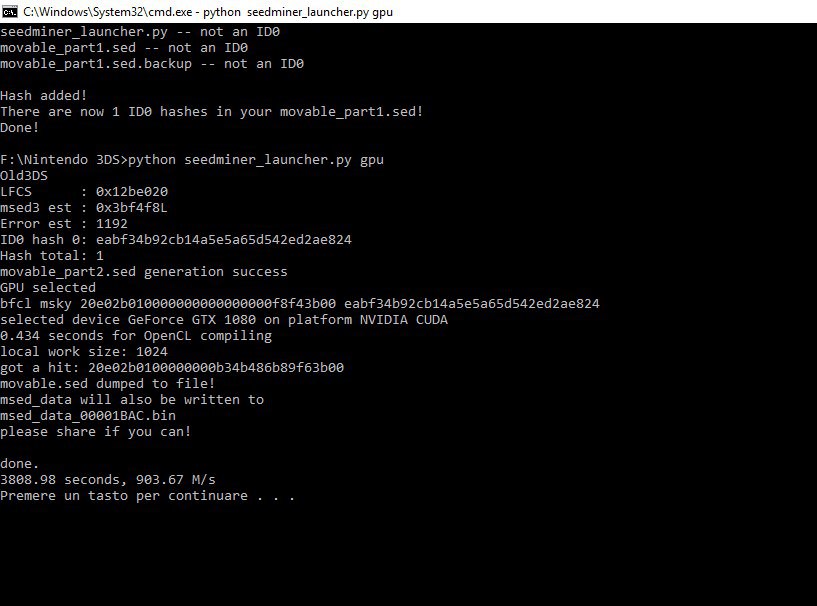 C:\Windows\System32\cmd.exe - python  seedminer_launcher.py gpu
seedminer_launcher.py -- not an ID0
movable_part1.sed -- not an ID0
movable_part1.sed.backup -- not an ID0
Hash added!
There are now 1 ID0 hashes in your movable_part1.sed!
Done!
F:\Nintendo 3DS>python seedminer_launcher.py gpu
Old3DS
LFCS      : 0x12be020
msed3 est : 0x3bf4f8L
Error est : 1192
ID0 hash 0: eabf34b92cb14a5e5a65d542ed2ae824
Hash total: 1
movable_part2.sed generation success
GPU selected
bfcl msky 20e02b010000000000000000f8f43b00 eabf34b92cb14a5e5a65d542ed2ae824
selected device GeForce GTX 1080 on platform NVIDIA CUDA
0.434 seconds for OpenCL compiling
local work size: 1024
got a hit: 20e02b0100000000b34b486b89f63b00
movable.sed dumped to file!
msed_data will also be written to
msed_data_00001BAC.bin
please share if you can!
done.
3808.98 seconds, 903.67 M/s
Premere un tasto per continuare . . .